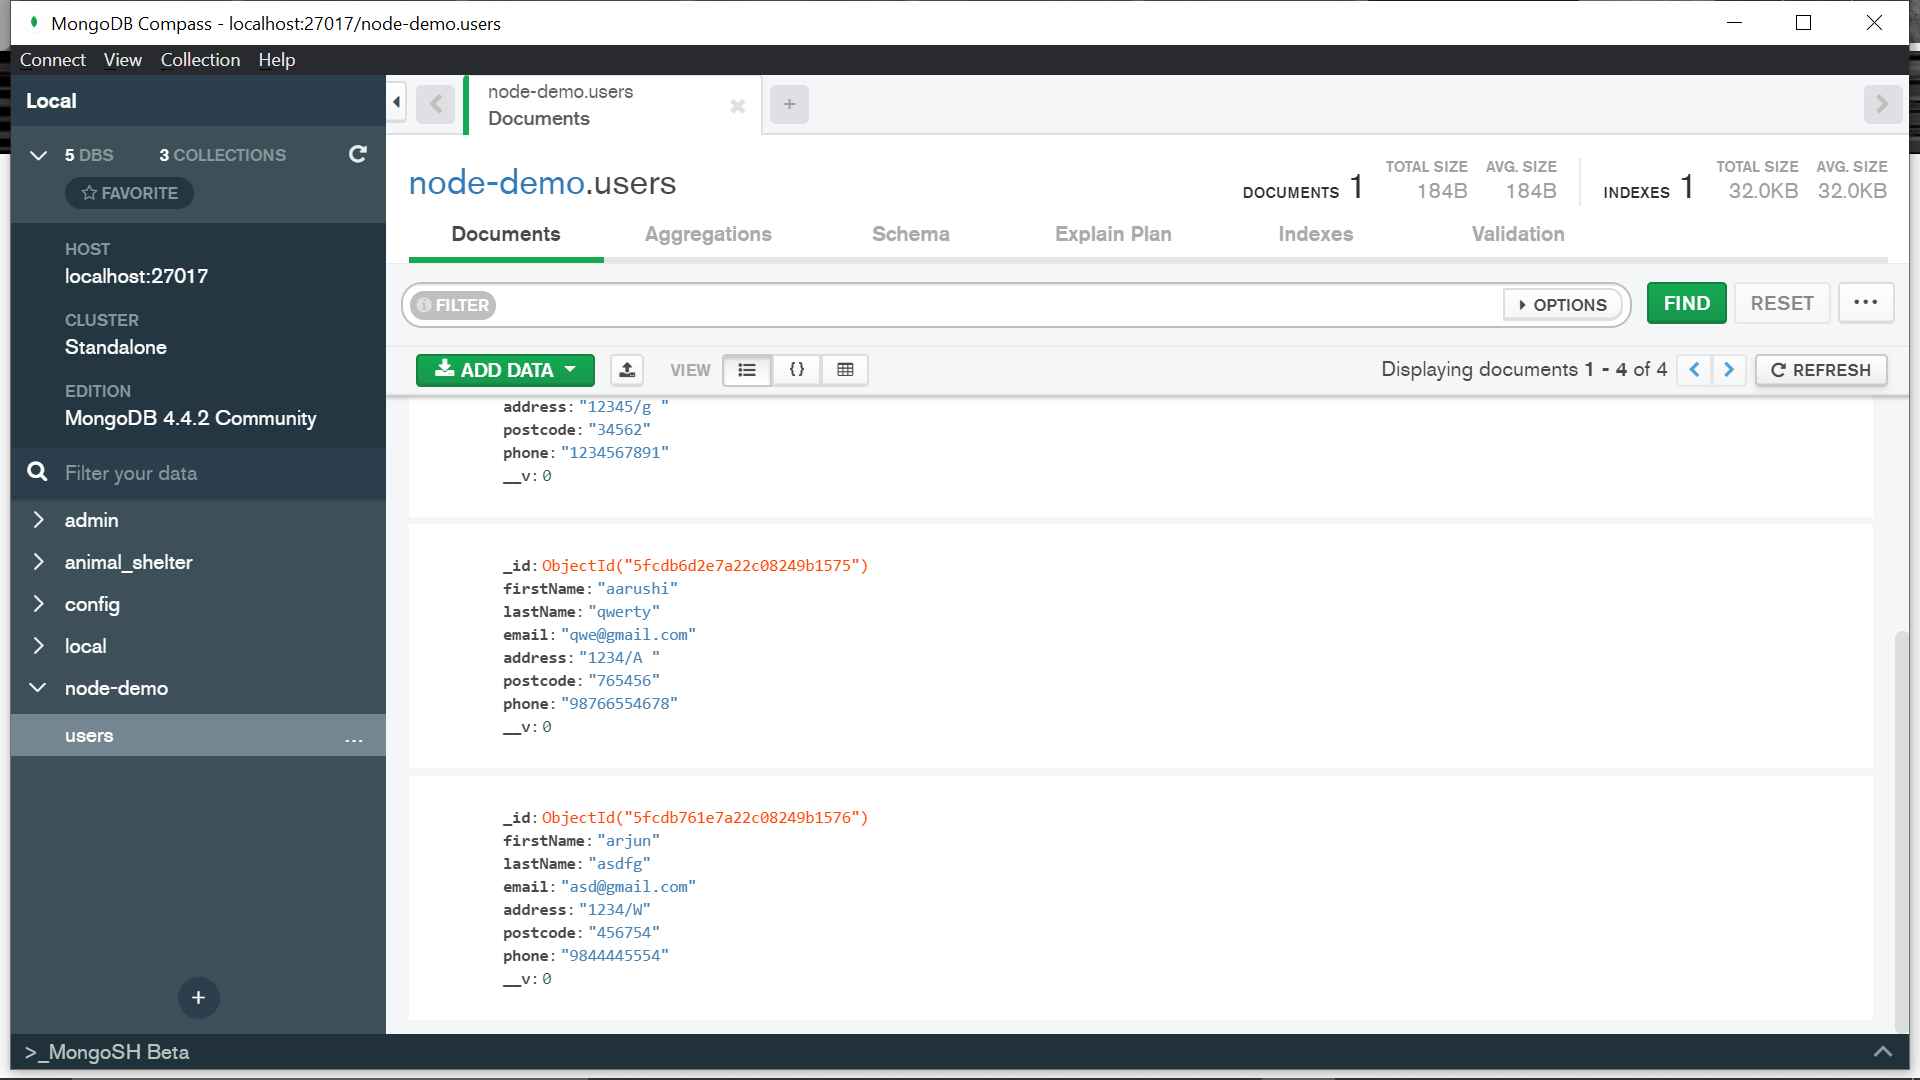 MongoDB Compass - localhost:27017/node-demo.users
Connect View Collection Help
Local
5 DBS 3 COLLECTIONS
FAVORITE
HOST
localhost:27017
CLUSTER
Standalone
EDITION
MongoDB 4.4.2 Community
Filter your data
admin
animal_shelter
config
local
node-demo
users ...
+
node-demo.users
Documents
+
node-demo.users
DOCUMENTS 1 TOTAL SIZE 184B AVG. SIZE 184B INDEXES 1 TOTAL SIZE 32.0KB AVG. SIZE 32.0KB
Documents Aggregations Schema Explain Plan Indexes Validation
FILTER OPTIONS FIND RESET ...
ADD DATA VIEW {} Displaying documents 1 - 4 of 4 REFRESH
address: "12345/g "
postcode: "34562"
phone: "1234567891"
__v: 0
_id: ObjectId("5fcdb6d2e7a22c08249b1575")
firstName: "aarushi"
lastName: "qwerty"
email: "qwe@gmail.com"
address: "1234/A "
postcode: "765456"
phone: "98766554678"
__v: 0
_id: ObjectId("5fcdb761e7a22c08249b1576")
firstName: "arjun"
lastName: "asdfg"
email: "asd@gmail.com"
address: "1234/W"
postcode: "456754"
phone: "9844445554"
__v: 0
>_MongoSH Beta